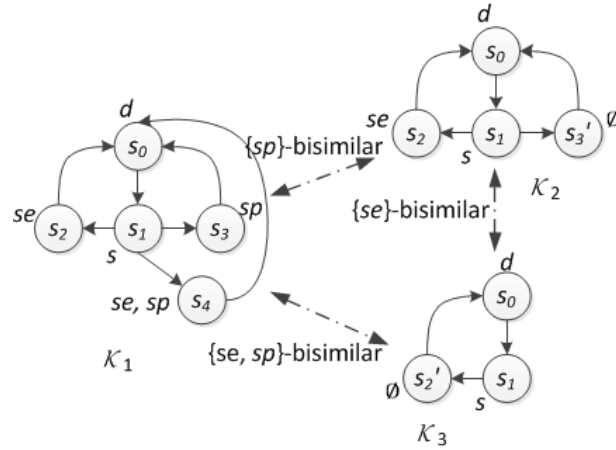 d
s0
se
s2
s1
s
sp
s3
se, sp
s4
K1
{sp}-bisimilar
{se, sp}-bisimilar
d
s0
se
s2
s1
s
s3'
∅
K2
{se}-bisimilar
d
s0
s2'
∅
s1
s
K3